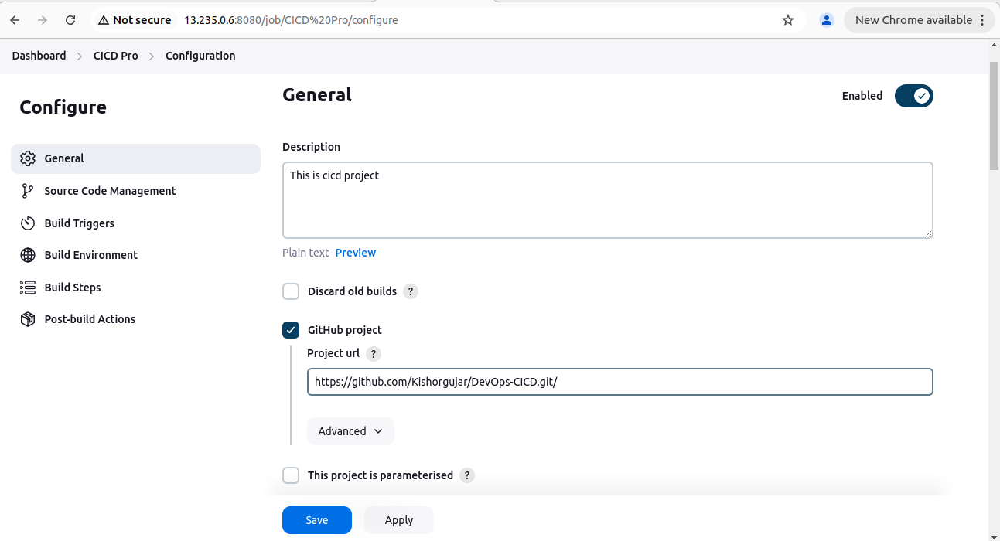 Not secure 13.235.0.6:8080/job/CICD%20Pro/configure New Chrome available
Dashboard CICD Pro Configuration
Configure
General
Source Code Management
Build Triggers
Build Environment
Build Steps
Post-build Actions
General
Enabled
Description
This is cicd project
Plain text Preview
Discard old builds ?
GitHub project
Project url ?
https://github.com/Kishorgujar/DevOps-CICD.git/
Advanced
This project is parameterised ?
Save Apply